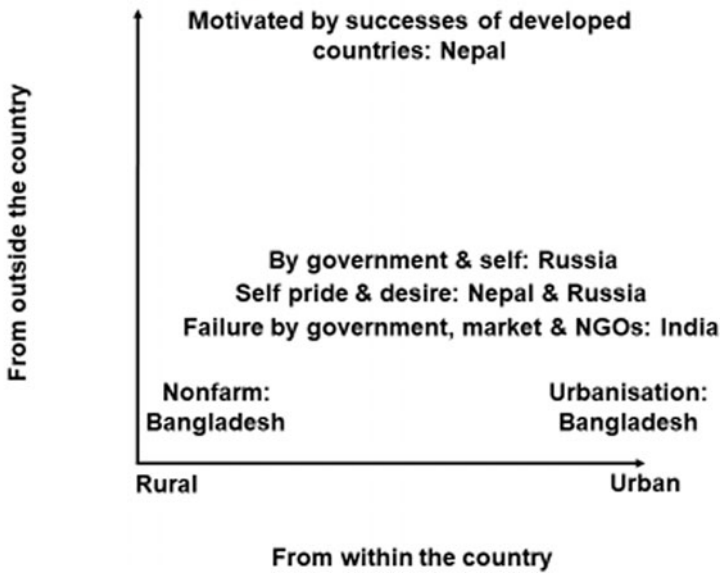 Motivated by successes of developed
countries: Nepal
From outside the country
By government & self: Russia
Self pride & desire: Nepal & Russia
Failure by government, market & NGOs: India
Nonfarm:
Bangladesh
Urbanisation:
Bangladesh
Rural
Urban
From within the country